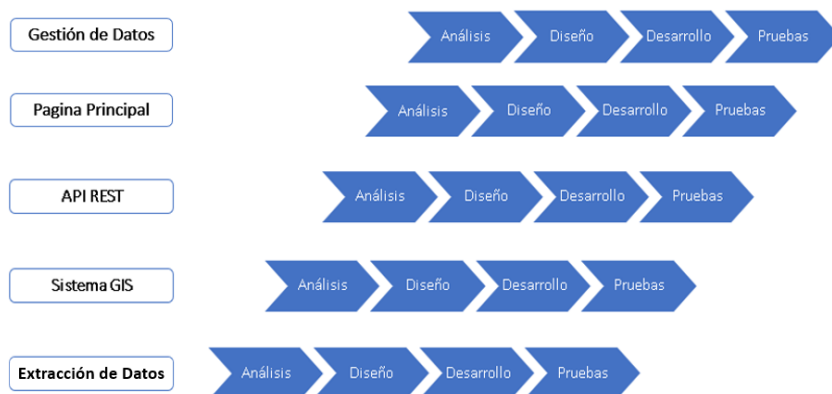 Gestión de Datos
Análisis
Diseño
Desarrollo
Pruebas
Pagina Principal
Análisis
Diseño
Desarrollo
Pruebas
API REST
Análisis
Diseño
Desarrollo
Pruebas
Sistema GIS
Análisis
Diseño
Desarrollo
Pruebas
Extracción de Datos
Análisis
Diseño
Desarrollo
Pruebas